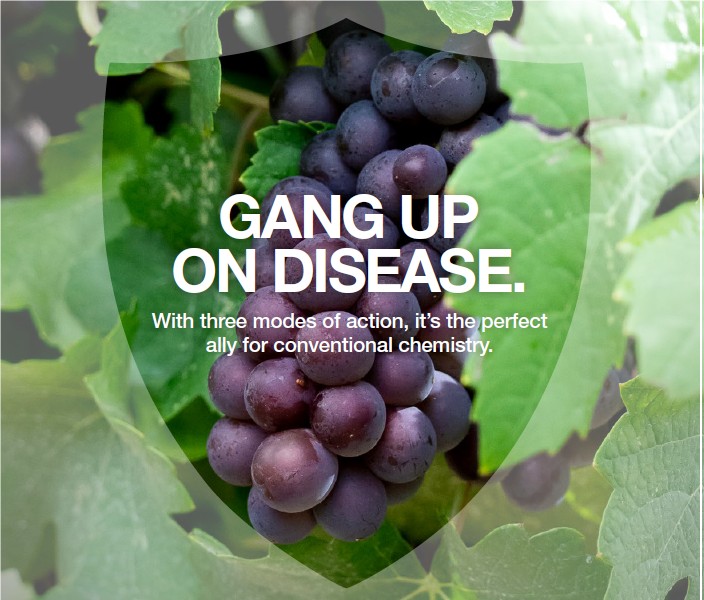 GANG UP
ON DISEASE.
With three modes of action, it’s the perfect
ally for conventional chemistry.